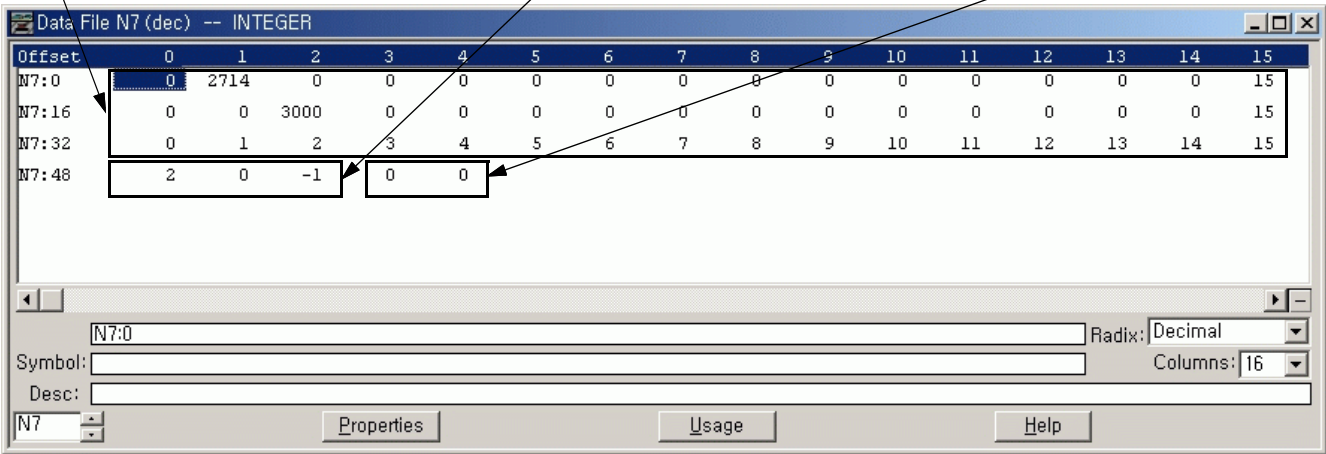 Data File N7 (dec) -- INTEGER
Offset 0 1 2 3 4 5 6 7 8 9 10 11 12 13 14 15
N7:0 0 2714 0 0 0 0 0 0 0 0 0 0 0 0 0 15
N7:16 0 0 3000 0 0 0 0 0 0 0 0 0 0 0 0 15
N7:32 0 1 2 3 4 5 6 7 8 9 10 11 12 13 14 15
N7:48 2 0 -1 0 0
N7:0 Radix: Decimal
Symbol: Columns: 16
Desc:
N7 Properties Usage Help